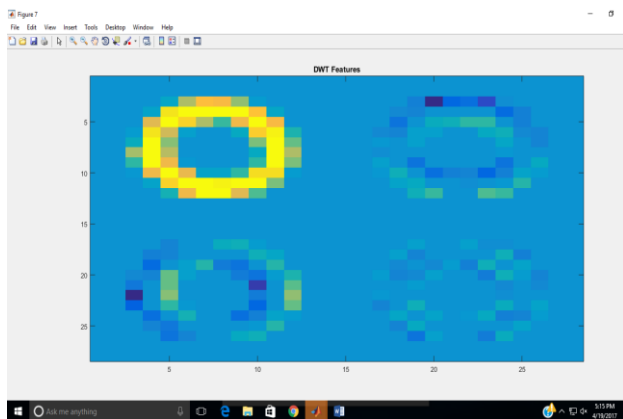 Figure 7
File Edit View Insert Tools Desktop Window Help
DWT Features
5
10
15
20
25
5 10 15 20 25
Ask me anything
5:15 PM
4/19/2017